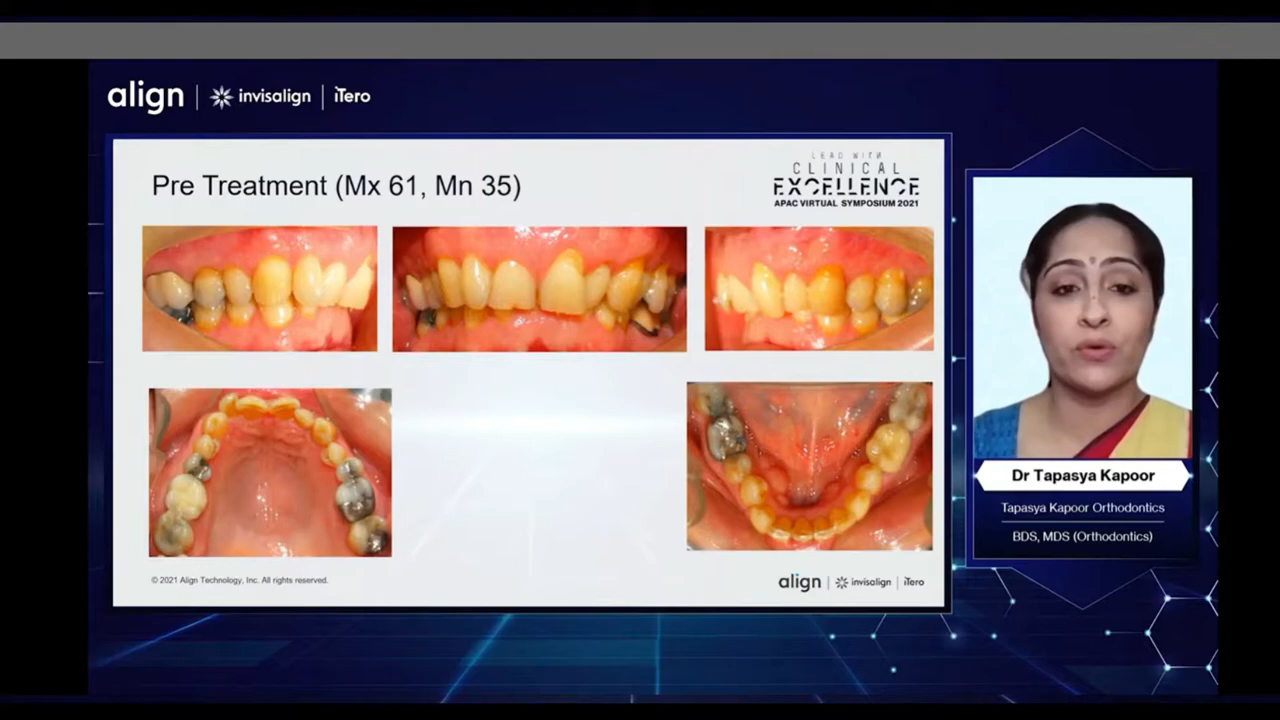 align | invisalign | iTero
Pre Treatment (Mx 61, Mn 35)
LEAD WITH
CLINICAL
EXCELLENCE
APAC VIRTUAL SYMPOSIUM 2021
Dr Tapasya Kapoor
Tapasya Kapoor Orthodontics
BDS, MDS (Orthodontics)
© 2021 Align Technology, Inc. All rights reserved.
align | invisalign | iTero